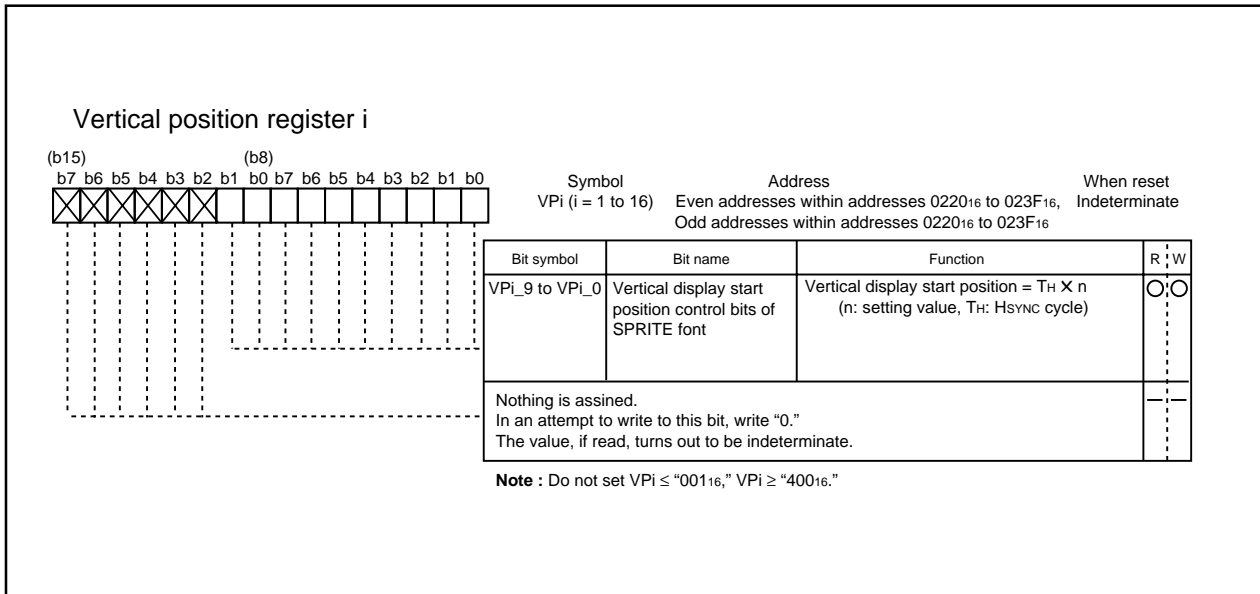 Vertical position register i
(b15) (b8)
b7 b6 b5 b4 b3 b2 b1 b0 b7 b6 b5 b4 b3 b2 b1 b0
Symbol Address When reset
VPi (i = 1 to 16) Even addresses within addresses 022016 to 023F16, Indeterminate
Odd addresses within addresses 022016 to 023F16
Bit symbol Bit name Function R W
VPi_9 to VPi_0 Vertical display start Vertical display start position = TH X n
position control bits of (n: setting value, TH: HSYNC cycle)
SPRITE font
Nothing is assined.
In an attempt to write to this bit, write “0.”
The value, if read, turns out to be indeterminate.
Note : Do not set VPi ≤ “00116,” VPi ≥ “40016.”